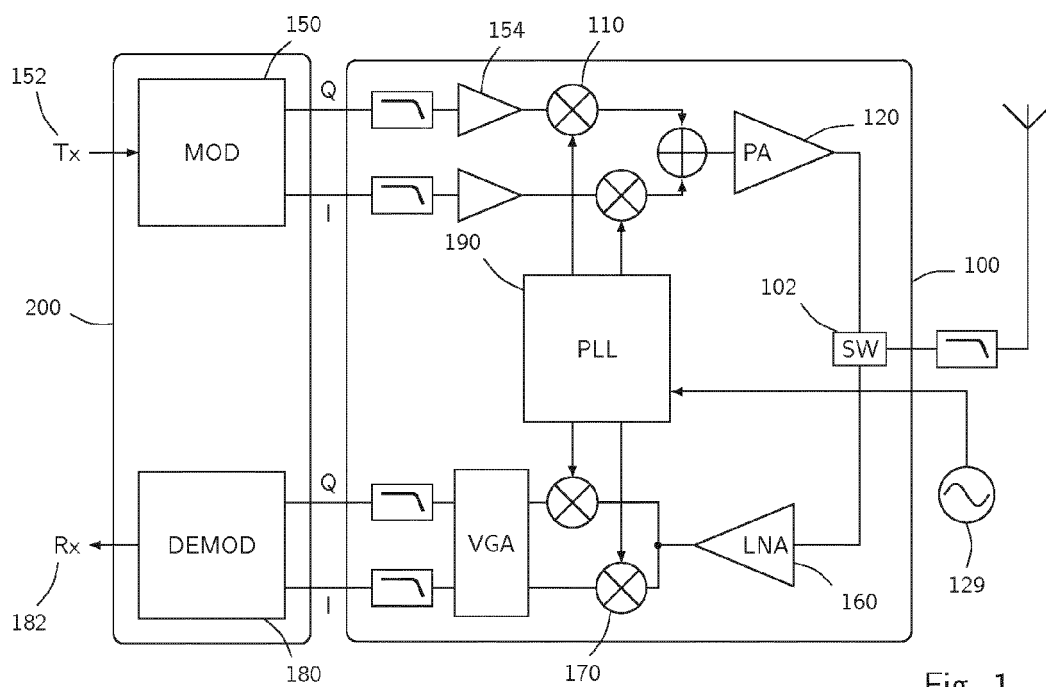 150
154
110
152
Q
120
Tx
MOD
PA
I
190
100
102
200
PLL
SW
Q
Rx
DEMOD
VGA
LNA
129
I
160
182
180
170
Fig. 1